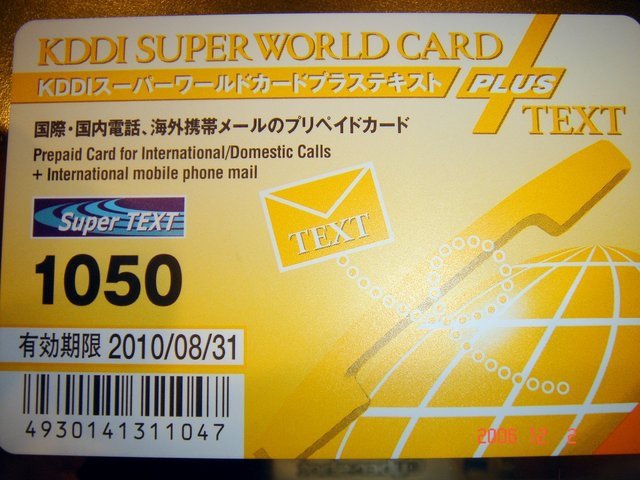 KDDI SUPER WORLD CARD
KDDIスーパーワールドカードプラステキスト PLUS
TEXT
国際・国内電話、海外携帯メールのプリペイドカード
Prepaid Card for International/Domestic Calls
+ International mobile phone mail
Super TEXT
TEXT
1050
有効期限 2010/08/31
4930141311047
2006 12 2